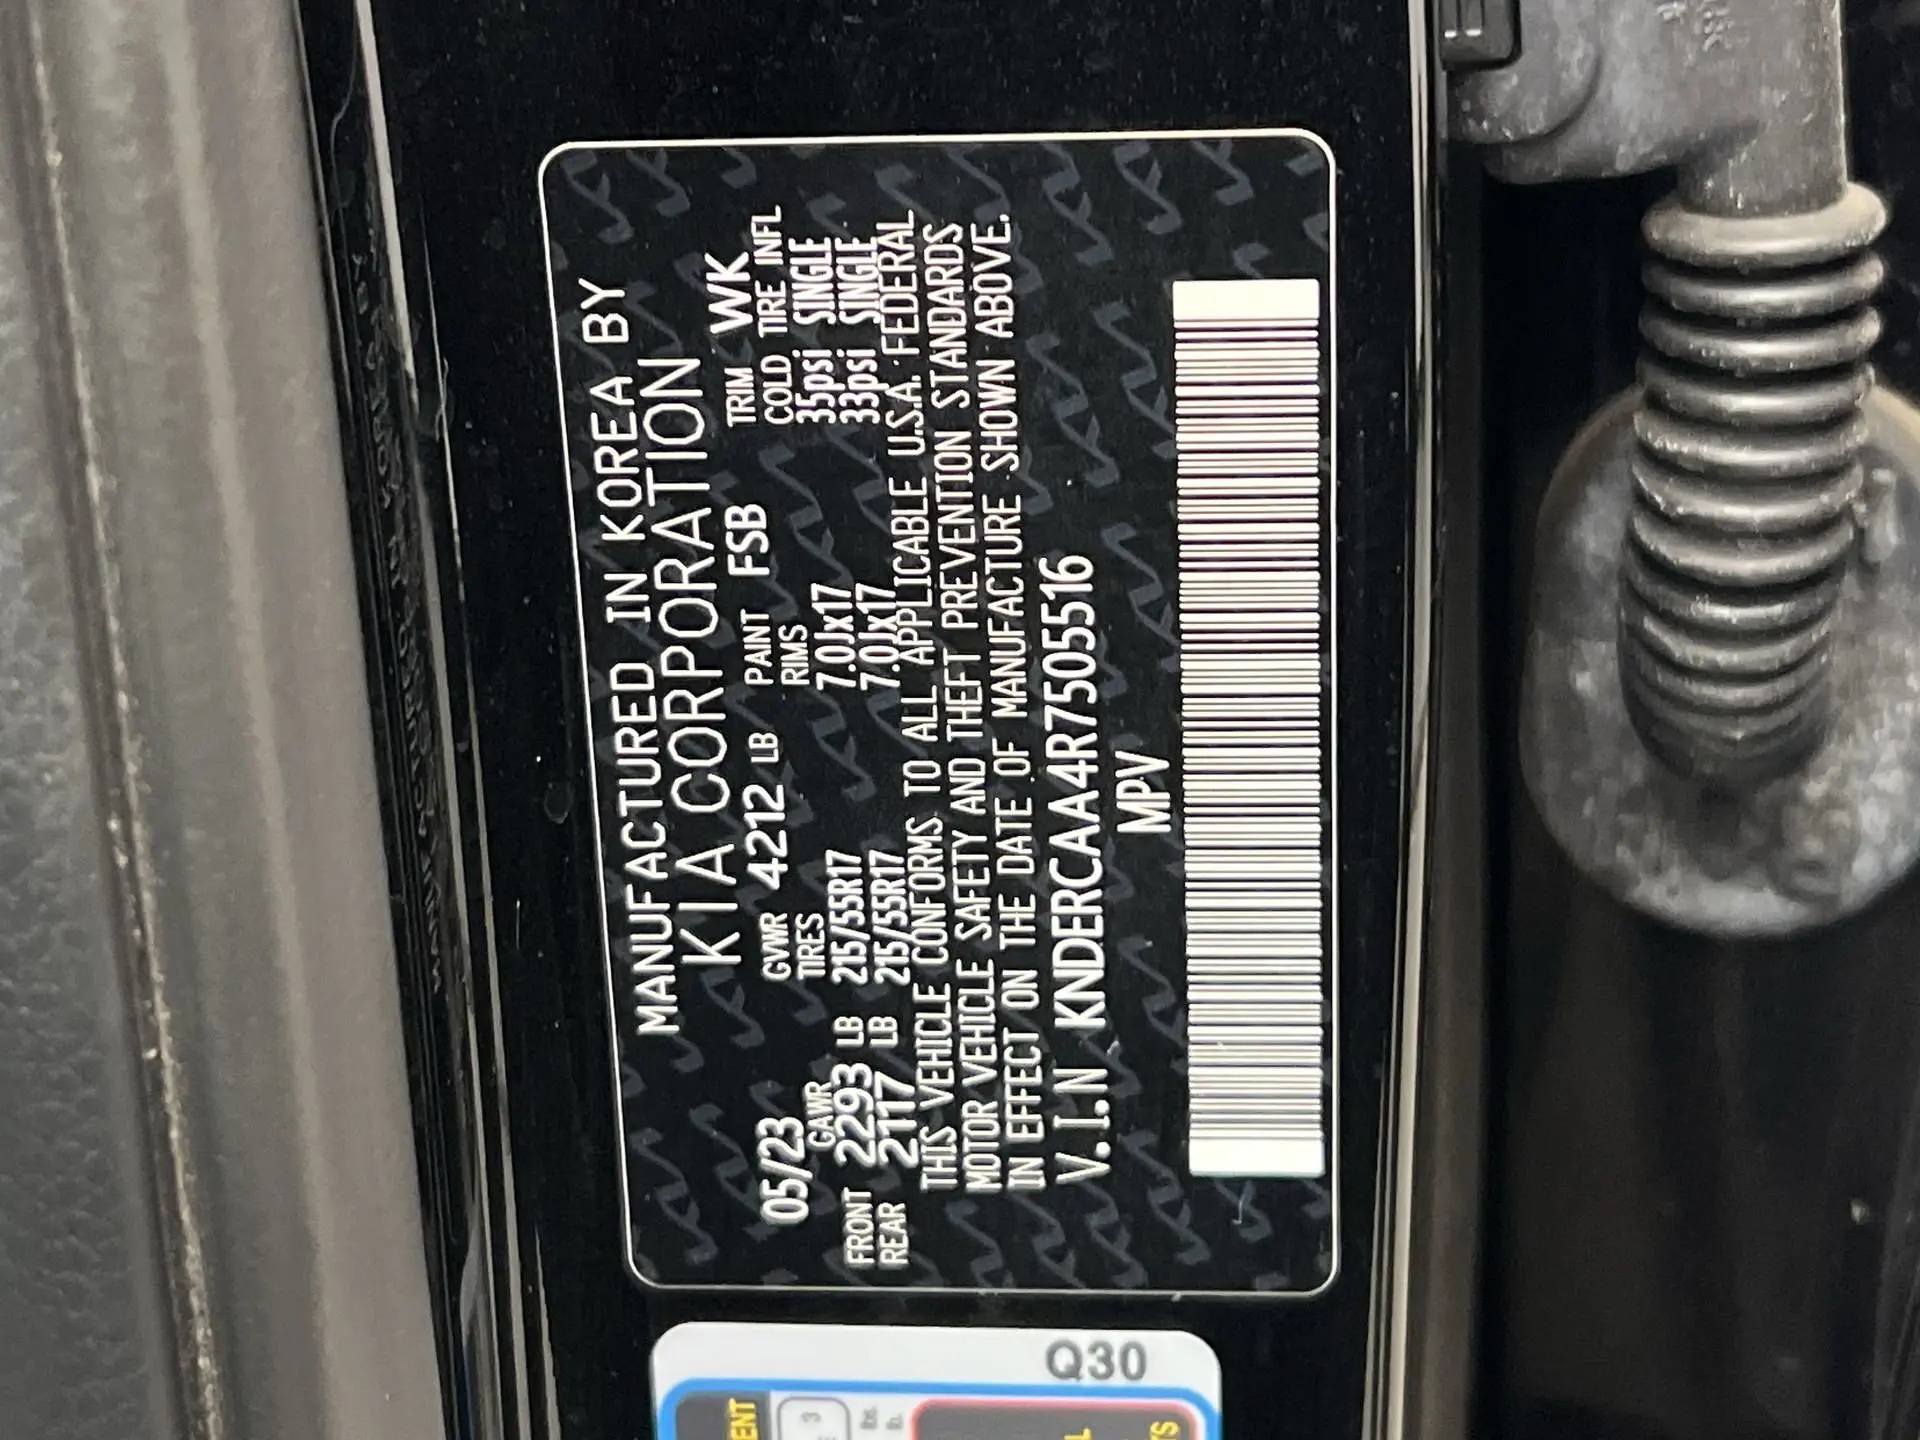 MANUFACTURED IN KOREA BY
KIA CORPORATION
05/23 GVWR 4212 LB PAINT FSB TRIM WK
GAWR TIRES RIMS COLD TIRE INFL
FRONT 2293 LB 215/55R17 7.0Jx17 35psi SINGLE
REAR 2117 LB 215/55R17 7.0Jx17 33psi SINGLE
THIS VEHICLE CONFORMS TO ALL APPLICABLE U.S.A. FEDERAL
MOTOR VEHICLE SAFETY AND THEFT PREVENTION STANDARDS
IN EFFECT ON THE DATE OF MANUFACTURE SHOWN ABOVE.
V.I.N KNDERCAA4R7505516
MPV
Q30